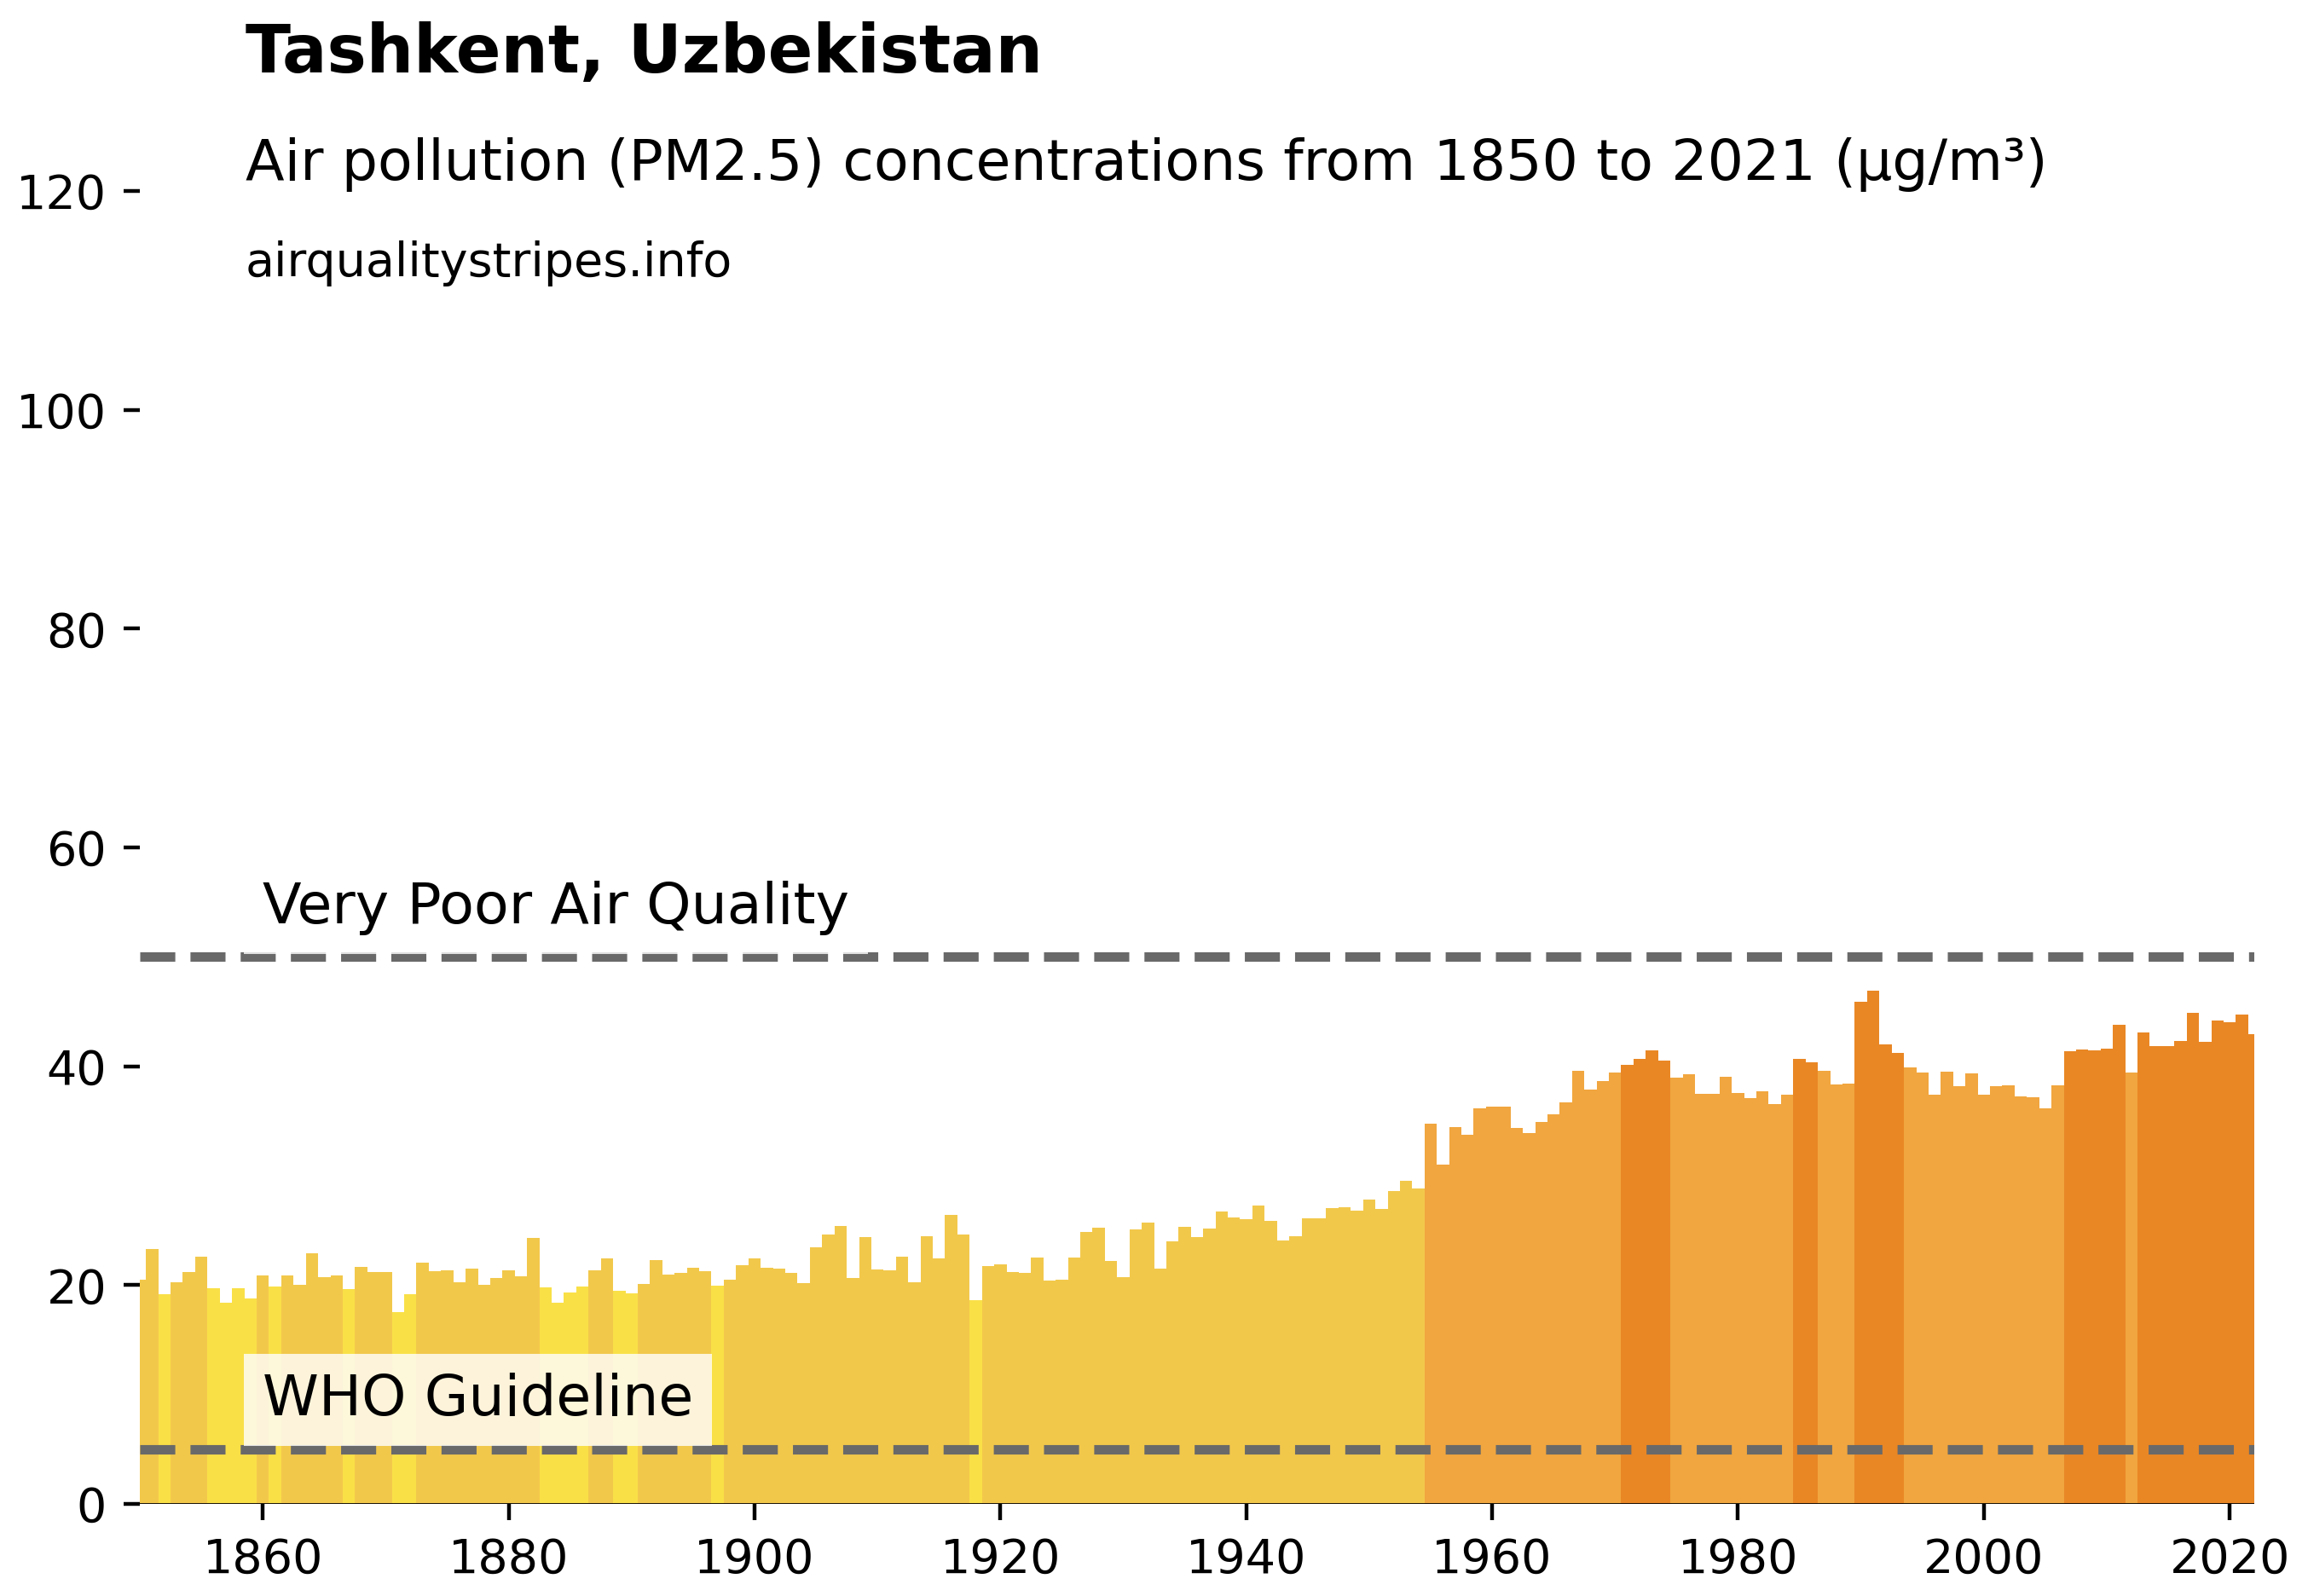 Tashkent, Uzbekistan
Air pollution (PM2.5) concentrations from 1850 to 2021 (µg/m³)
airqualitystripes.info
120
100
80
60
Very Poor Air Quality
40
20
WHO Guideline
0
1860 1880 1900 1920 1940 1960 1980 2000 2020